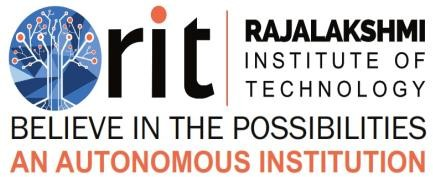 rit
RAJALAKSHMI
INSTITUTE OF
TECHNOLOGY
BELIEVE IN THE POSSIBILITIES
AN AUTONOMOUS INSTITUTION